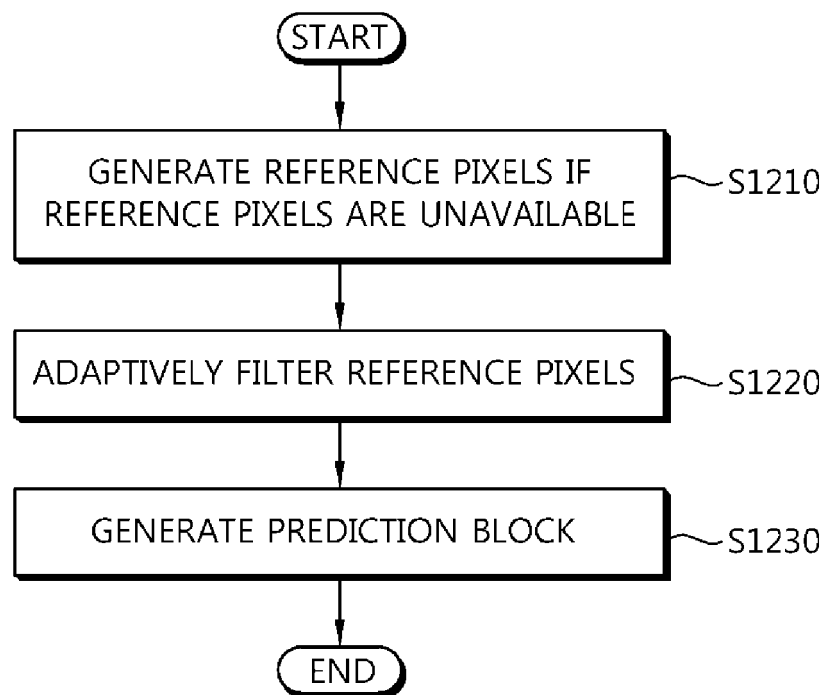 START
GENERATE REFERENCE PIXELS IF
REFERENCE PIXELS ARE UNAVAILABLE
S1210
ADAPTIVELY FILTER REFERENCE PIXELS
S1220
GENERATE PREDICTION BLOCK
S1230
END